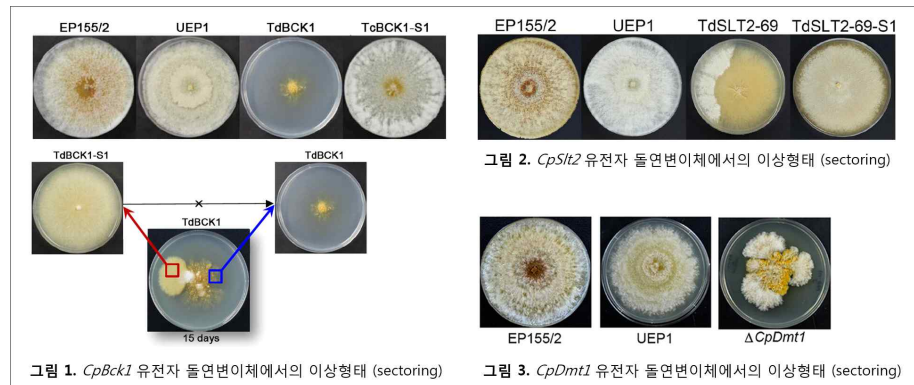 EP155/2 UEP1 TdBCK1 TcBCK1-S1
TdBCK1-S1 TdBCK1
TdBCK1
15 days
그림 1. CpBck1 유전자 돌연변이체에서의 이상형태 (sectoring)
EP155/2 UEP1 TdSLT2-69 TdSLT2-69-S1
그림 2. CpSlt2 유전자 돌연변이체에서의 이상형태 (sectoring)
EP155/2 UEP1 ΔCpDmt1
그림 3. CpDmt1 유전자 돌연변이체에서의 이상형태 (sectoring)